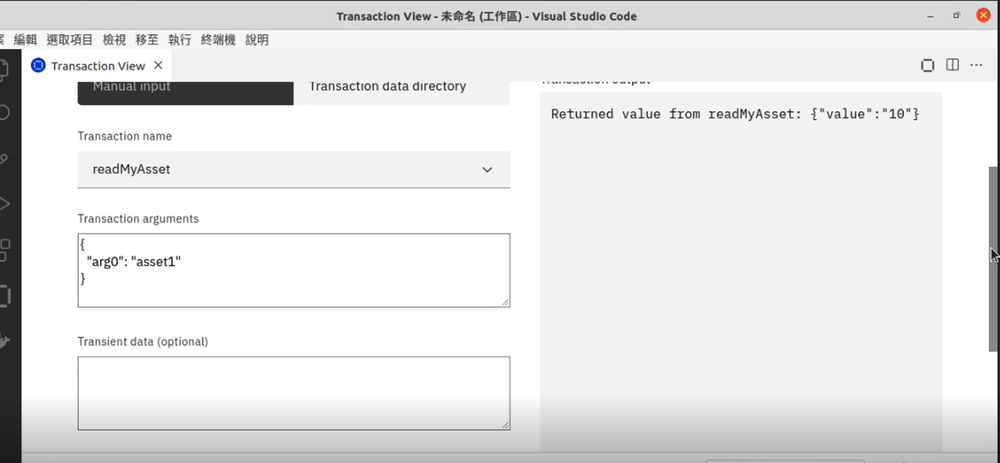 Transaction View - 未命名 (工作區) - Visual Studio Code
案 編輯 選取項目 檢視 移至 執行 終端機 說明
Transaction View
Manual input
Transaction data directory
Transaction output
Returned value from readMyAsset: {"value":"10"}
Transaction name
readMyAsset
Transaction arguments
{
"arg0": "asset1"
}
Transient data (optional)